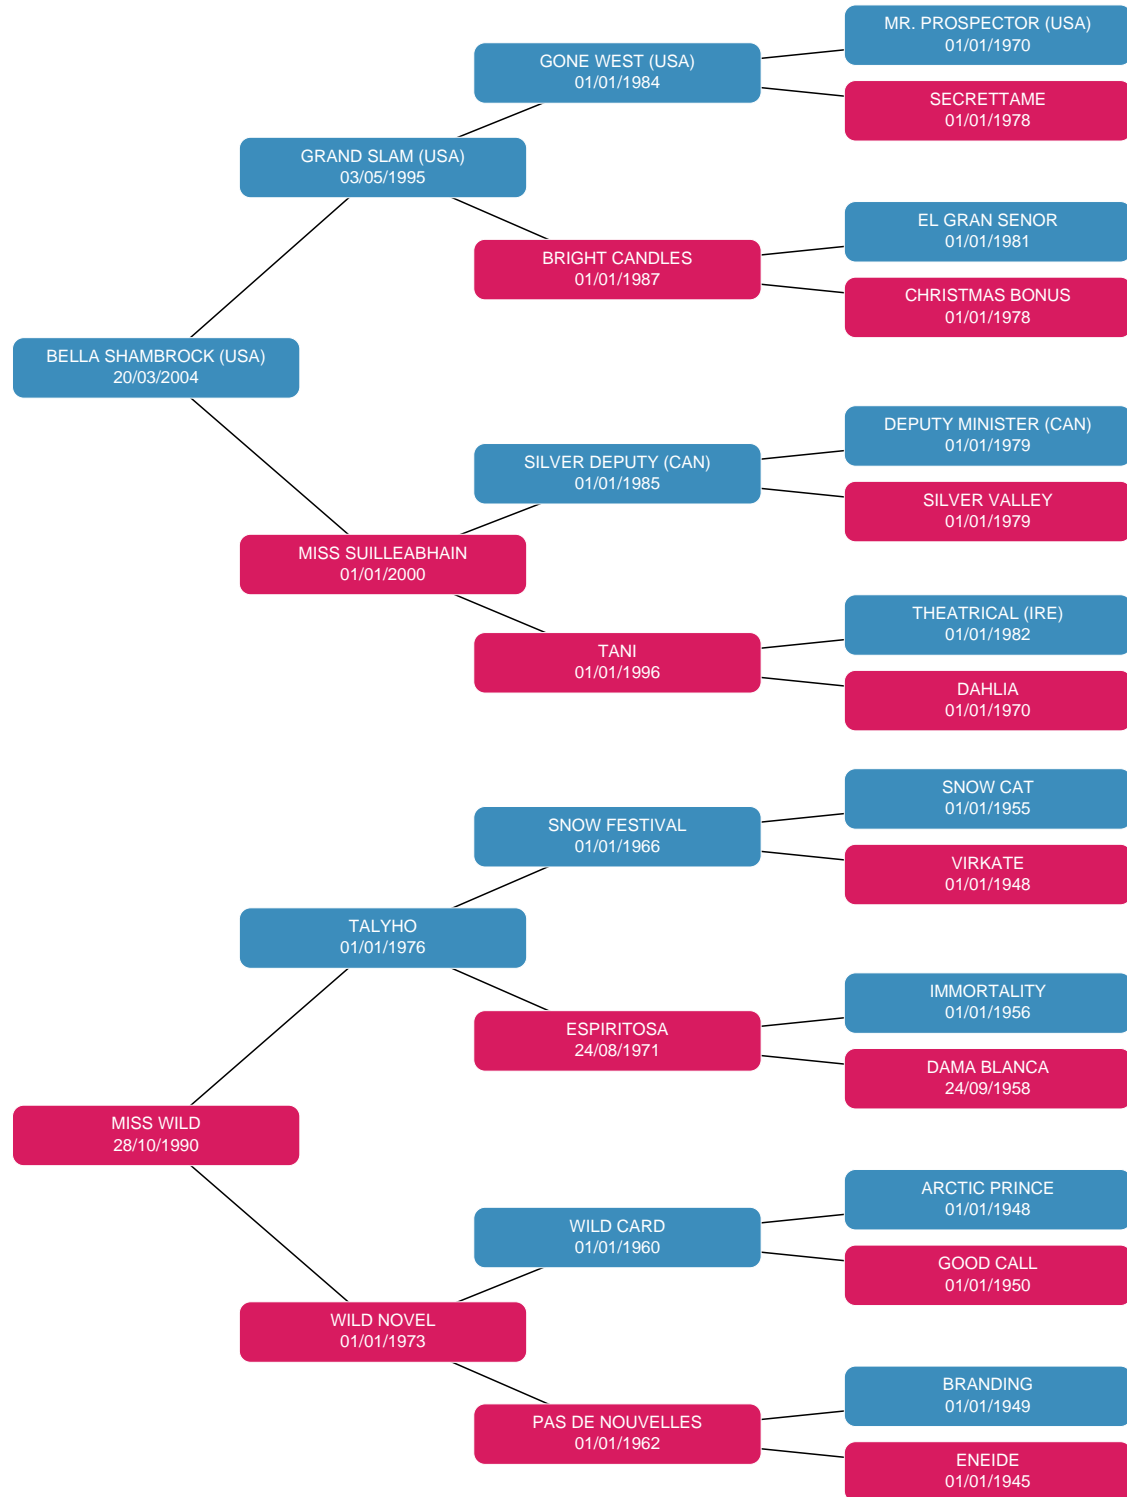 MR. PROSPECTOR (USA)
01/01/1970
GONE WEST (USA)
01/01/1984
SECRETTAME
01/01/1978
GRAND SLAM (USA)
03/05/1995
EL GRAN SENOR
01/01/1981
BRIGHT CANDLES
01/01/1987
CHRISTMAS BONUS
01/01/1978
BELLA SHAMBROCK (USA)
20/03/2004
DEPUTY MINISTER (CAN)
01/01/1979
SILVER DEPUTY (CAN)
01/01/1985
SILVER VALLEY
01/01/1979
MISS SUILLEABHAIN
01/01/2000
THEATRICAL (IRE)
01/01/1982
TANI
01/01/1996
DAHLIA
01/01/1970
SNOW CAT
01/01/1955
SNOW FESTIVAL
01/01/1966
VIRKATE
01/01/1948
TALYHO
01/01/1976
IMMORTALITY
01/01/1956
ESPIRITOSA
24/08/1971
DAMA BLANCA
24/09/1958
MISS WILD
28/10/1990
ARCTIC PRINCE
01/01/1948
WILD CARD
01/01/1960
GOOD CALL
01/01/1950
WILD NOVEL
01/01/1973
BRANDING
01/01/1949
PAS DE NOUVELLES
01/01/1962
ENEIDE
01/01/1945